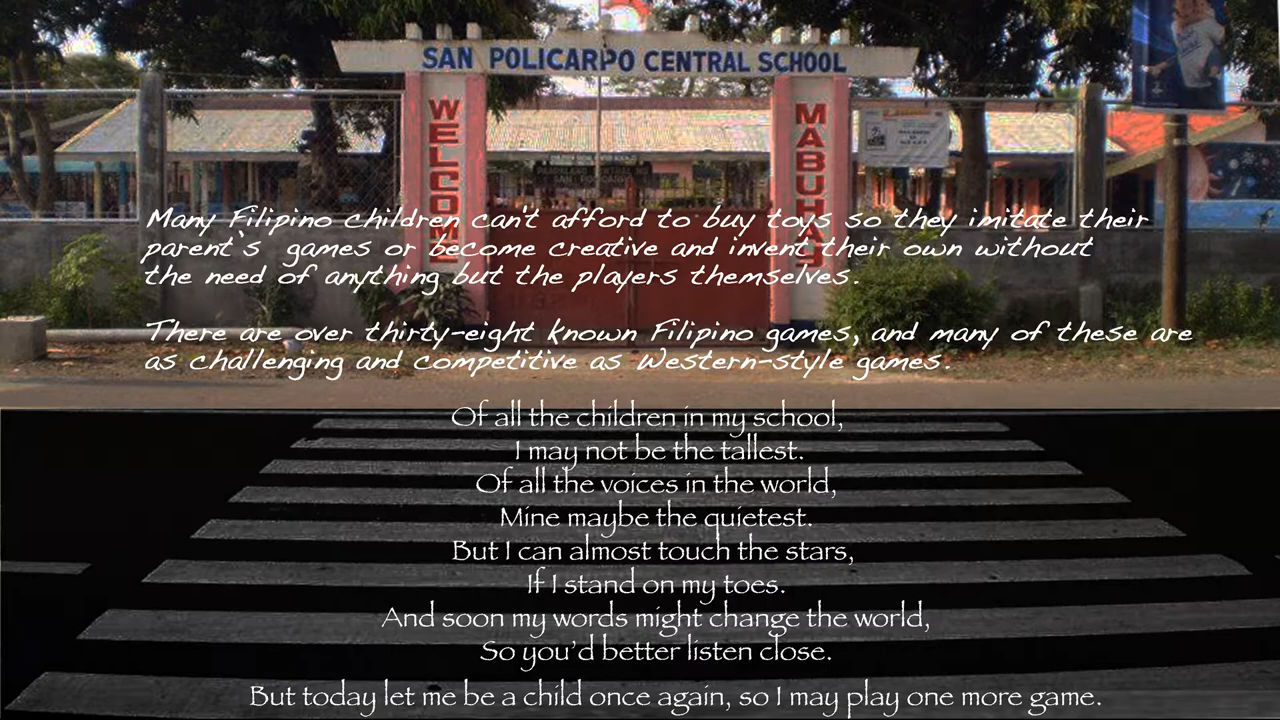 SAN POLICARPO CENTRAL SCHOOL
WELCOME
MABUHAY
Many Filipino children can't afford to buy toys so they imitate their
parent`s games or become creative and invent their own without
the need of anything but the players themselves.
There are over thirty-eight known Filipino games, and many of these are
as challenging and competitive as Western-style games.
Of all the children in my school,
I may not be the tallest.
Of all the voices in the world,
Mine maybe the quietest.
But I can almost touch the stars,
If I stand on my toes.
And soon my words might change the world,
So you'd better listen close.
But today let me be a child once again, so I may play one more game.